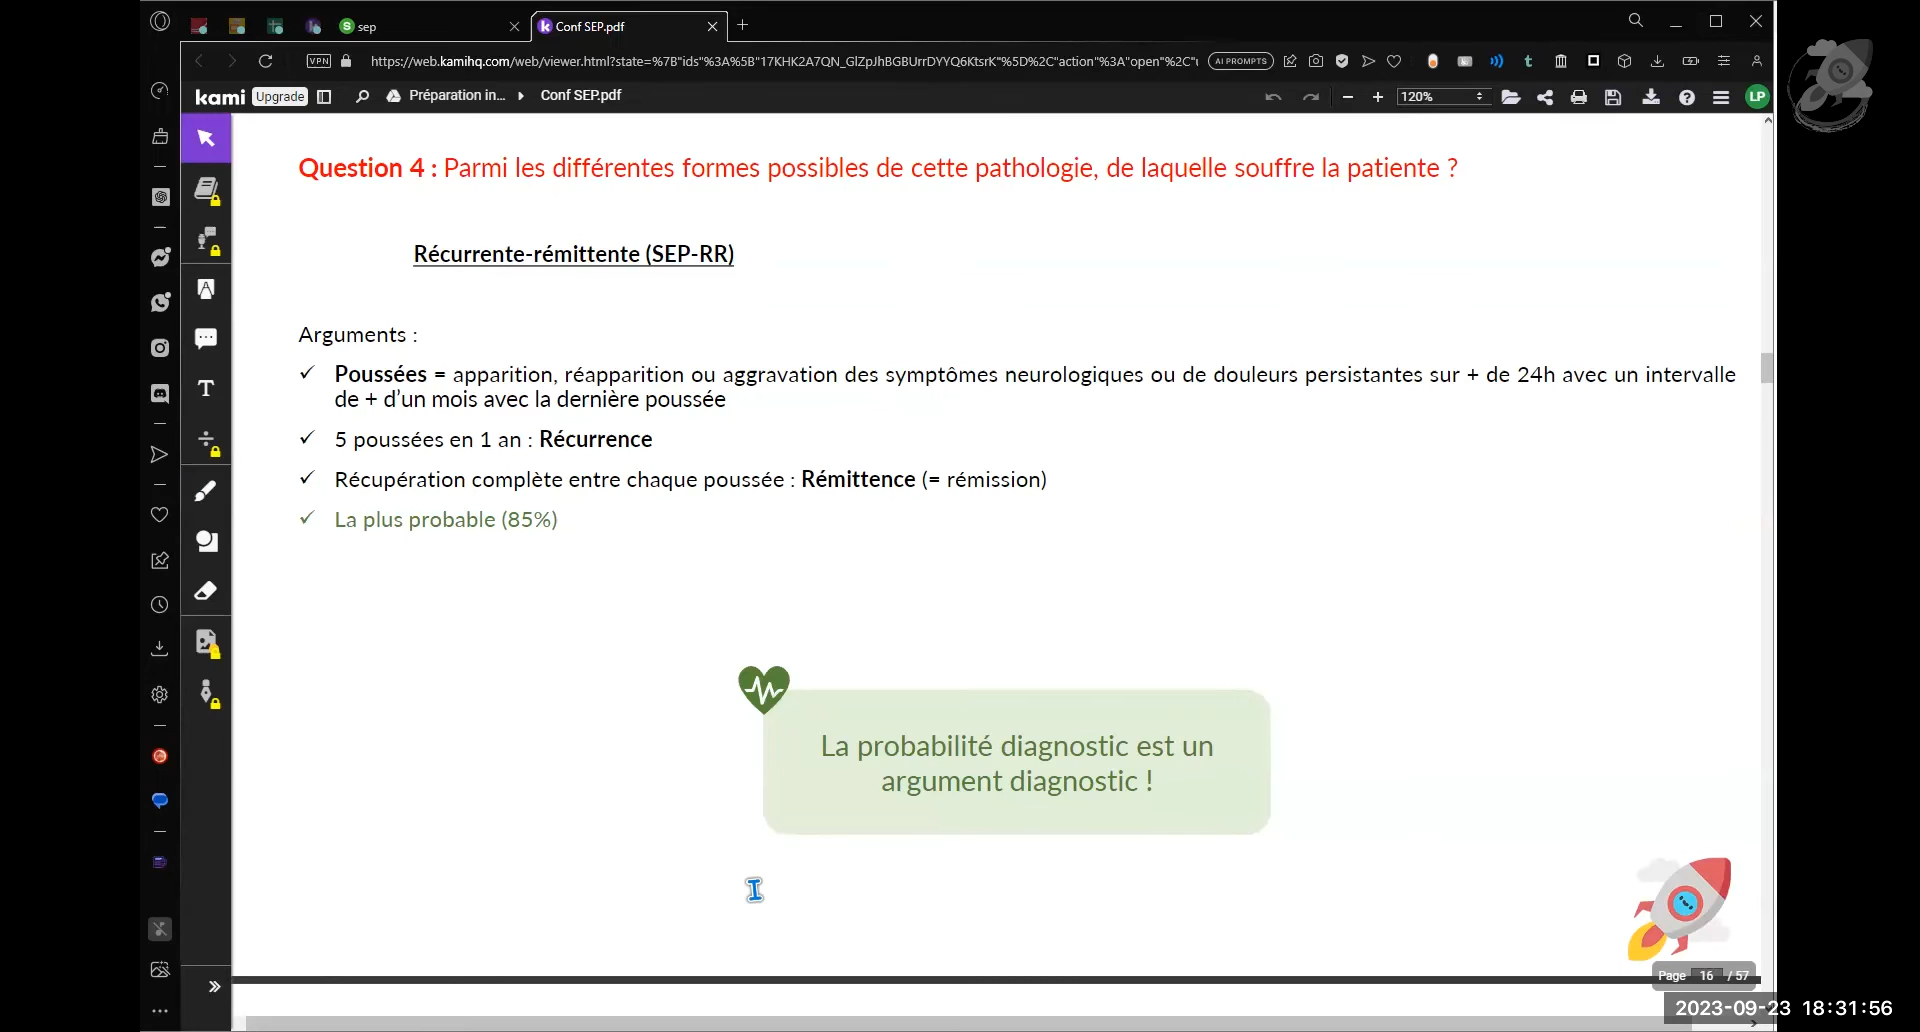 sep
Conf SEP.pdf
VPN
https://web.kamihq.com/web/viewer.html?state=%7B"ids"%3A%5B"17KHK2A7QN_GlZpJhBGBUrrDYYQ6KtsrK"%5D%2C"action"%3A"open"%2C"u
AI PROMPTS
kami
Upgrade
Préparation in...
Conf SEP.pdf
120%
LP
Question 4 : Parmi les différentes formes possibles de cette pathologie, de laquelle souffre la patiente ?
Récurrente-rémittente (SEP-RR)
Arguments :
✓ Poussées = apparition, réapparition ou aggravation des symptômes neurologiques ou de douleurs persistantes sur + de 24h avec un intervalle
de + d'un mois avec la dernière poussée
✓ 5 poussées en 1 an : Récurrence
✓ Récupération complète entre chaque poussée : Rémittence (= rémission)
✓ La plus probable (85%)
La probabilité diagnostic est un
argument diagnostic !
Page 16 / 57
2023-09-23 18:31:56